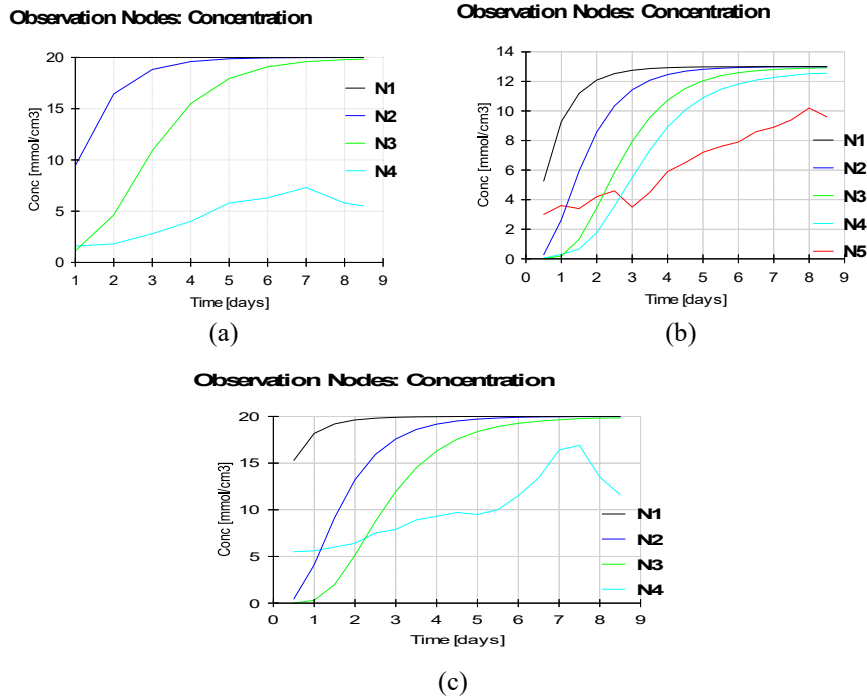 Observation Nodes: Concentration
20
15
10
5
0
Conc [mmol/cm3]
1 2 3 4 5 6 7 8 9
Time [days]
N1
N2
N3
N4
(a)
Observation Nodes: Concentration
14
12
10
8
6
4
2
0
Conc [mmol/cm3]
0 1 2 3 4 5 6 7 8 9
Time [days]
N1
N2
N3
N4
N5
(b)
Observation Nodes: Concentration
20
15
10
5
0
Conc [mmol/cm3]
0 1 2 3 4 5 6 7 8 9
Time [days]
N1
N2
N3
N4
(c)